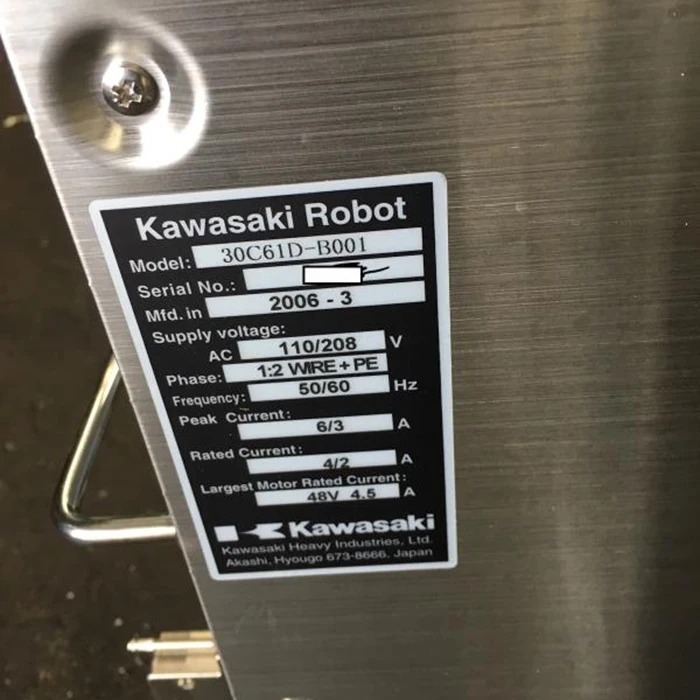 Kawasaki Robot
Model: 30C61D-B001
Serial No.:
Mfd. in 2006 - 3
Supply voltage:
AC 110/208 V
Phase: 1:2 WIRE + PE
Frequency: 50/60 Hz
Peak Current:
6/3 A
Rated Current:
4/2 A
Largest Motor Rated Current:
48V 4.5 A
Kawasaki
Kawasaki Heavy Industries, Ltd.
Akashi, Hyougo 673-8666, Japan